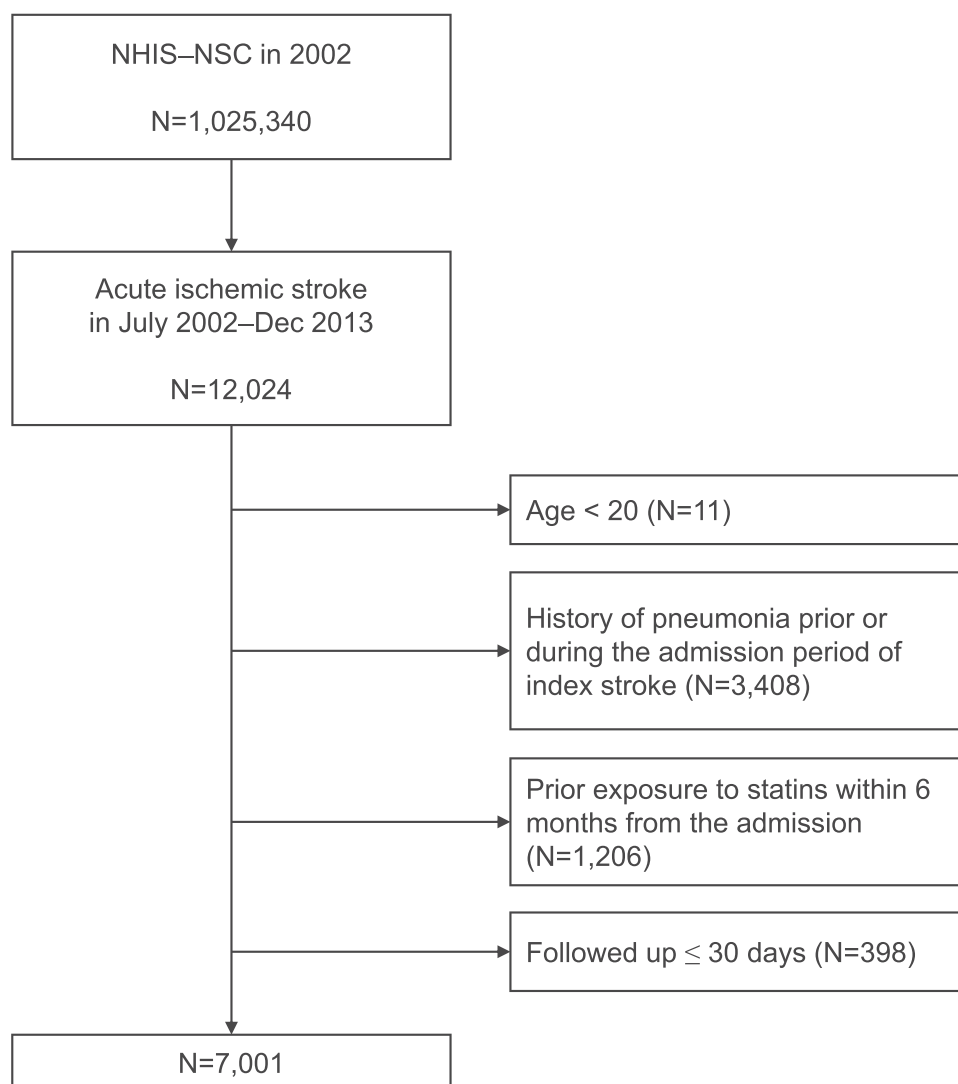 NHIS–NSC in 2002
N=1,025,340
Acute ischemic stroke
in July 2002–Dec 2013
N=12,024
Age < 20 (N=11)
History of pneumonia prior or
during the admission period of
index stroke (N=3,408)
Prior exposure to statins within 6
months from the admission
(N=1,206)
Followed up ≤ 30 days (N=398)
N=7,001